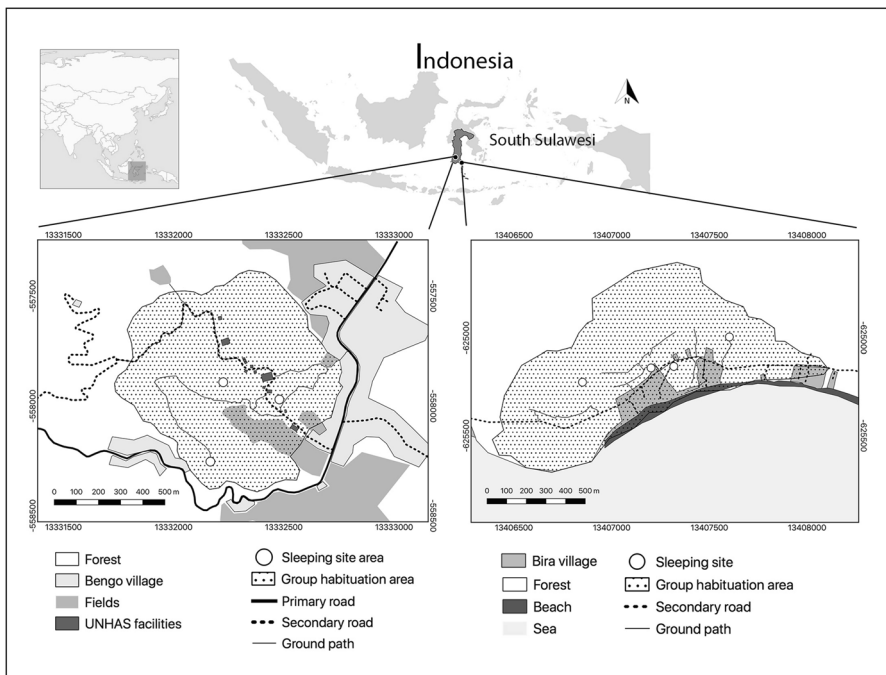 Indonesia
N
South Sulawesi
13331500 13332000 13332500 13333000
-557500
-558000
-558500
-557500
-558000
-558500
0 100 200 300 400 500 m
13331500 13332000 13332500 13333000
13406500 13407000 13407500 13408000
-625000
-625500
-625000
-625500
0 100 200 300 400 500 m
13406500 13407000 13407500 13408000
Forest
Bengo village
Fields
UNHAS facilities
Sleeping site area
Group habituation area
Primary road
Secondary road
Ground path
Bira village
Forest
Beach
Sea
Sleeping site
Group habituation area
Secondary road
Ground path